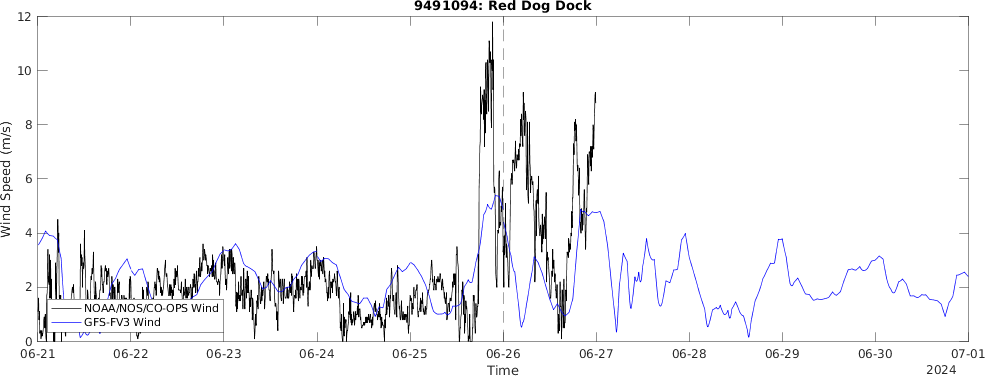 9491094: Red Dog Dock
Wind Speed (m/s)
12
10
8
6
4
2
0
NOAA/NOS/CO-OPS Wind
GFS-FV3 Wind
06-21 06-22 06-23 06-24 06-25 06-26 06-27 06-28 06-29 06-30 07-01
Time
2024